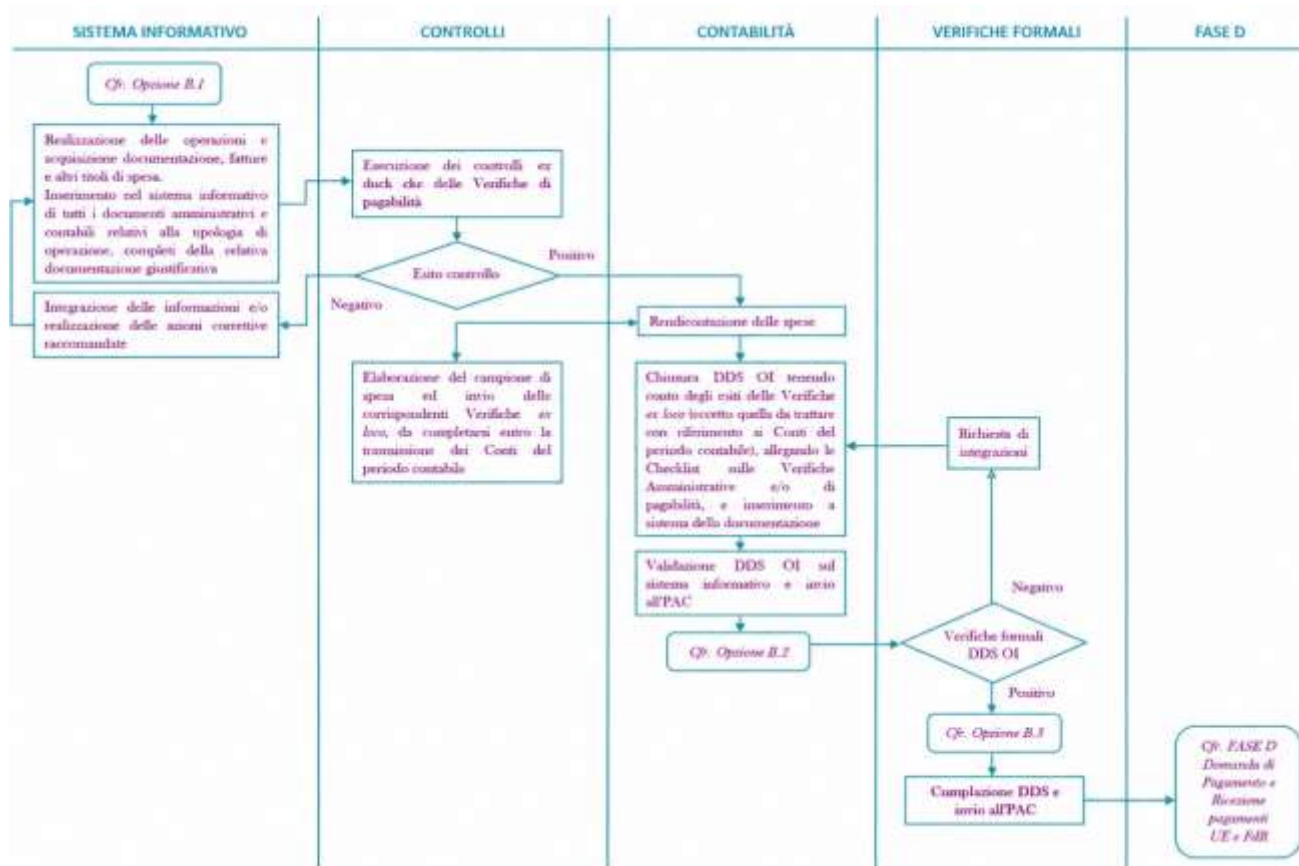 SISTEMA INFORMATIVO
CONTROLLI
CONTABILITÀ
VERIFICHE FORMALI
FASE D
Cfr. Opzione B.1
Realizzazione delle operazioni e
acquisizione documentazione, fatture
e altri titoli di spesa.
Inserimento nel sistema informativo
di tutti i documenti amministrativi e
contabili relativi alla tipologia di
operazione, completi della relativa
documentazione giustificativa
Integrazione delle informazioni e/o
realizzazione delle azioni correttive
raccomandate
Esecuzione dei controlli ex
duck che delle Verifiche di
pagabilità
Esito controllo
Positivo
Negativo
Elaborazione del campione di
spesa ed invio delle
corrispondenti Verifiche ex
loco, da completarsi entro la
trasmissione dei Conti del
periodo contabile
Rendicontazione delle spese
Chiusura DDS OI tenendo
conto degli esiti delle Verifiche
ex loco (eccetto quella da trattare
con riferimento ai Conti del
periodo contabile), allegando le
Checklist sulle Verifiche
Amministrative e/o di
pagabilità, e inserimento a
sistema dello documentazione
Validazione DDS OI sul
sistema informativo e invio
all'PAC
Cfr. Opzione B.2
Richiesta di
integrazioni
Negativo
Verifiche formali
DDS OI
Positivo
Cfr. Opzione B.3
Cumplazione DDS e
invio all'PAC
Cfr. FASE D
Domanda di
Pagamento e
Ricezione
pagamenti
UE e FdR